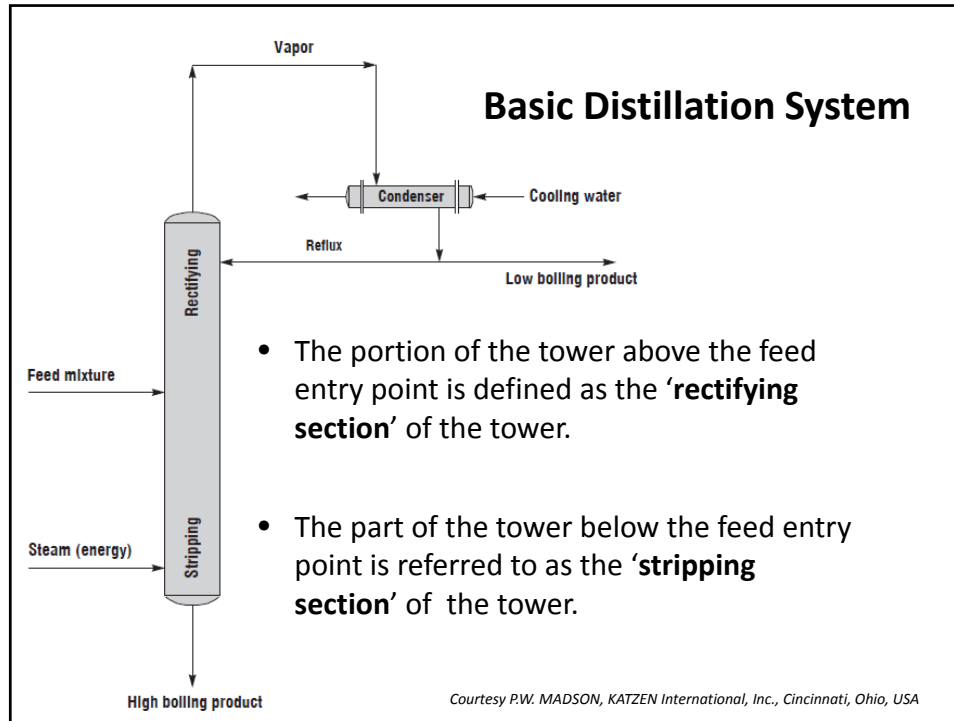 Basic Distillation System
Vapor
Condenser
Cooling water
Reflux
Low boiling product
Rectifying
Feed mixture
Stripping
Steam (energy)
High boiling product
• The portion of the tower above the feed
entry point is defined as the ‘rectifying
section’ of the tower.
• The part of the tower below the feed entry
point is referred to as the ‘stripping
section’ of  the tower.
Courtesy P.W. MADSON, KATZEN International, Inc., Cincinnati, Ohio, USA